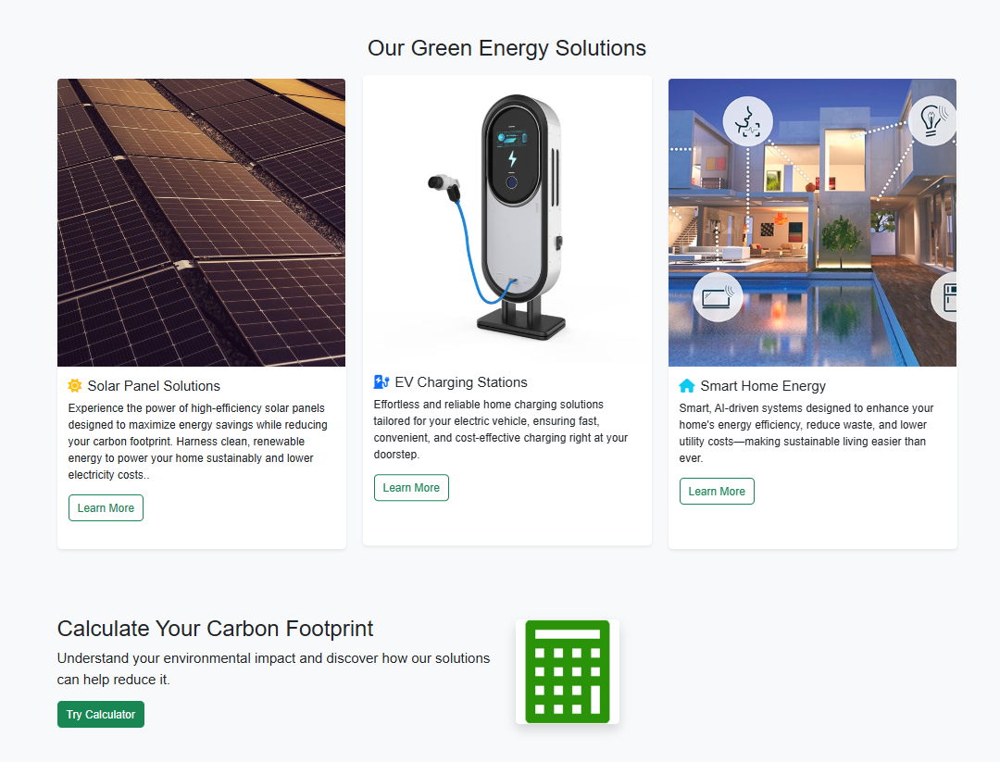 Our Green Energy Solutions
Solar Panel Solutions
Experience the power of high-efficiency solar panels
designed to maximize energy savings while reducing
your carbon footprint. Harness clean, renewable
energy to power your home sustainably and lower
electricity costs..
Learn More
EV Charging Stations
Effortless and reliable home charging solutions
tailored for your electric vehicle, ensuring fast,
convenient, and cost-effective charging right at your
doorstep.
Learn More
Smart Home Energy
Smart, AI-driven systems designed to enhance your
home's energy efficiency, reduce waste, and lower
utility costs—making sustainable living easier than
ever.
Learn More
Calculate Your Carbon Footprint
Understand your environmental impact and discover how our solutions
can help reduce it.
Try Calculator